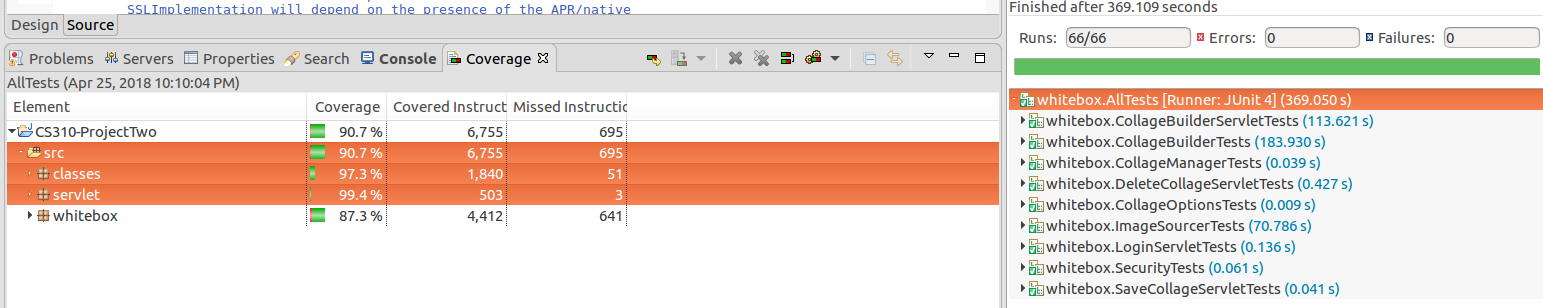 SSLImplementation will depend on the presence of the APR/native
Design Source
Problems Servers Properties Search Console Coverage
AllTests (Apr 25, 2018 10:10:04 PM)
Element Coverage Covered Instruct Missed Instructio
CS310-ProjectTwo 90.7 % 6,755 695
src 90.7 % 6,755 695
classes 97.3 % 1,840 51
servlet 99.4 % 503 3
whitebox 87.3 % 4,412 641
Finished after 369.109 seconds
Runs: 66/66 Errors: 0 Failures: 0
whitebox.AllTests [Runner: JUnit 4] (369.050 s)
whitebox.CollageBuilderServletTests (113.621 s)
whitebox.CollageBuilderTests (183.930 s)
whitebox.CollageManagerTests (0.039 s)
whitebox.DeleteCollageServletTests (0.427 s)
whitebox.CollageOptionsTests (0.009 s)
whitebox.ImageSourcerTests (70.786 s)
whitebox.LoginServletTests (0.136 s)
whitebox.SecurityTests (0.061 s)
whitebox.SaveCollageServletTests (0.041 s)